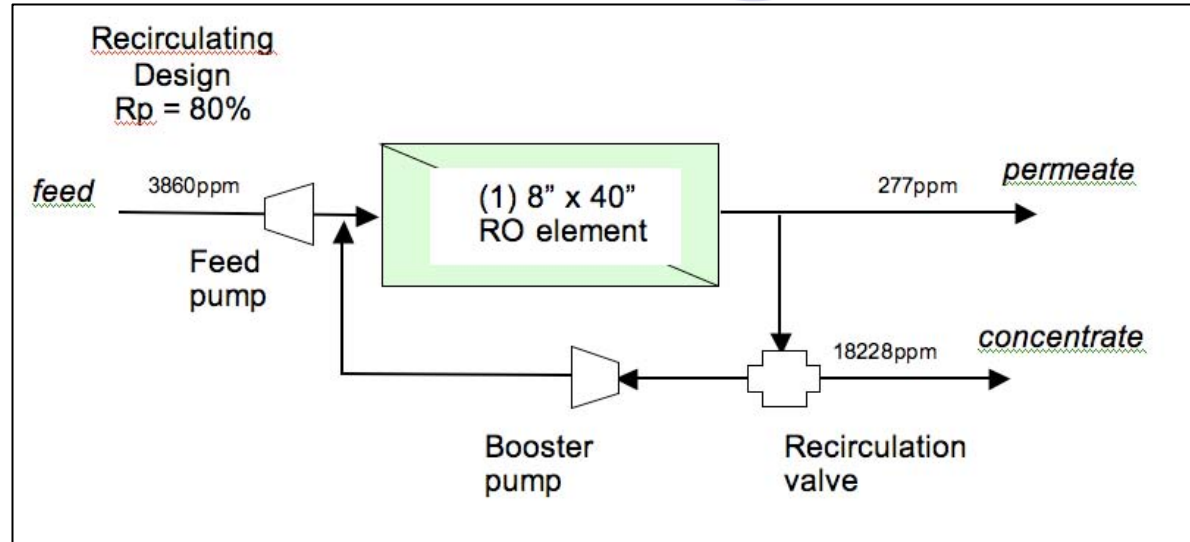 Recirculating
Design
Rp = 80%
feed
3860ppm
(1) 8” x 40”
RO element
277ppm
permeate
Feed
pump
18228ppm
concentrate
Booster
pump
Recirculation
valve